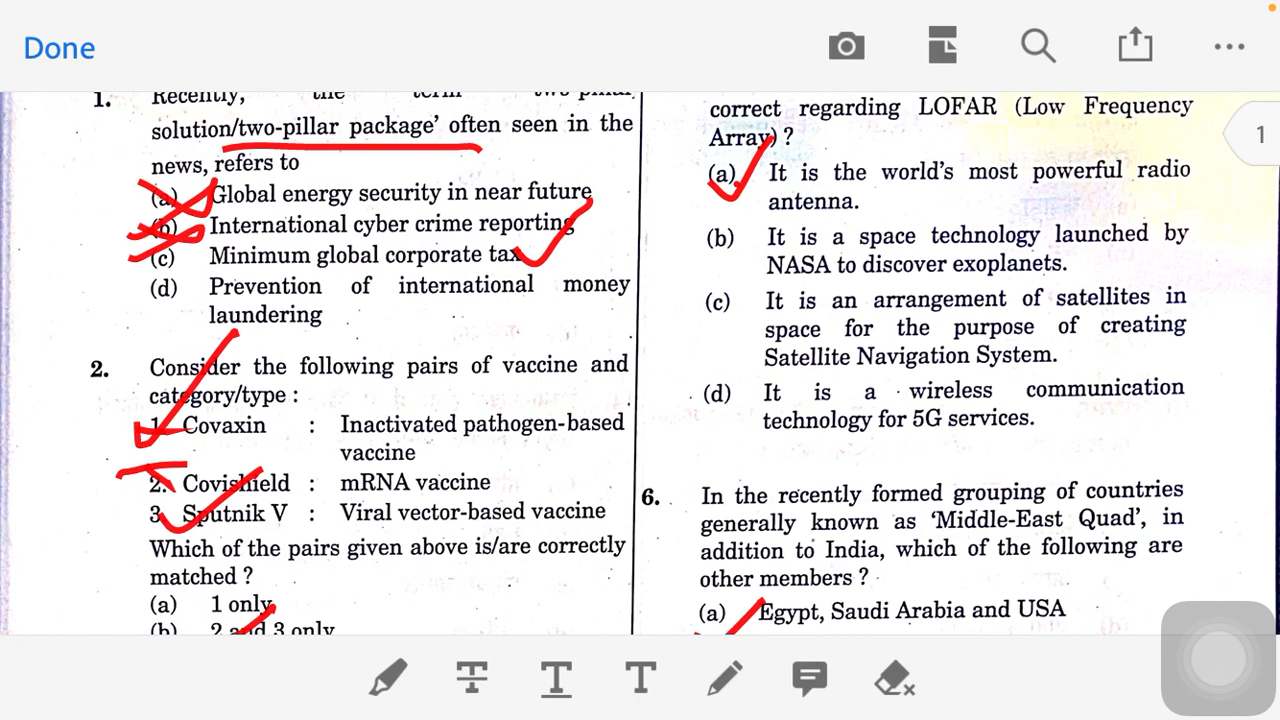 Done
1
1. Recently, the term 'two-pillar
solution/two-pillar package' often seen in the
news, refers to
(a) Global energy security in near future
(b) International cyber crime reporting
(c) Minimum global corporate tax
(d) Prevention of international money
laundering
2. Consider the following pairs of vaccine and
category/type :
1. Covaxin : Inactivated pathogen-based
vaccine
2. Covishield : mRNA vaccine
3. Sputnik V : Viral vector-based vaccine
Which of the pairs given above is/are correctly
matched ?
(a) 1 only
(b) 2 and 3 only
correct regarding LOFAR (Low Frequency
Array) ?
(a) It is the world's most powerful radio
antenna.
(b) It is a space technology launched by
NASA to discover exoplanets.
(c) It is an arrangement of satellites in
space for the purpose of creating
Satellite Navigation System.
(d) It is a wireless communication
technology for 5G services.
6. In the recently formed grouping of countries
generally known as 'Middle-East Quad', in
addition to India, which of the following are
other members ?
(a) Egypt, Saudi Arabia and USA
T T T